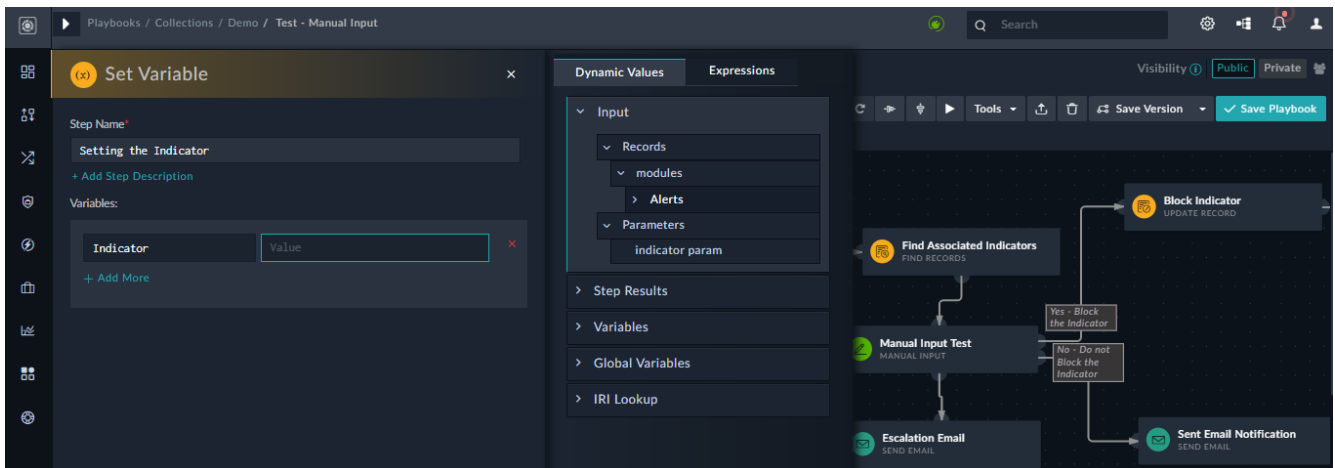 Playbooks / Collections / Demo / Test - Manual Input
Search
(x) Set Variable
×
Step Name*
Setting the Indicator
+ Add Step Description
Variables:
Indicator
Value
×
+ Add More
Dynamic Values
Expressions
Input
Records
modules
Alerts
Parameters
indicator param
Step Results
Variables
Global Variables
IRI Lookup
Visibility
Public
Private
Tools
Save Version
Save Playbook
Block Indicator
UPDATE RECORD
Find Associated Indicators
FIND RECORDS
Yes - Block
the Indicator
Manual Input Test
MANUAL INPUT
No - Do not
Block the
Indicator
Escalation Email
SEND EMAIL
Sent Email Notification
SEND EMAIL